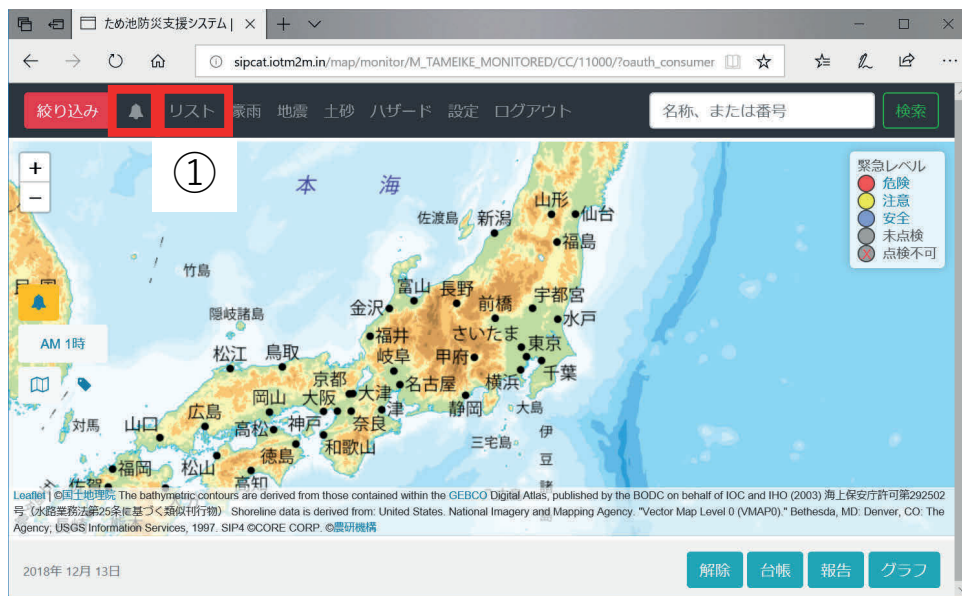 ため池防災支援システム |
sipcat.iotm2m.in/map/monitor/M_TAMEIKE_MONITORED/CC/11000/?oauth_consumer
絞り込み リスト 豪雨 地震 土砂 ハザード 設定 ログアウト 名称、または番号 検索
①
+
−
緊急レベル
危険
注意
安全
未点検
点検不可
本 海
佐渡島 新潟 山形 仙台
福島
竹島
富山 長野 前橋 宇都宮
隠岐諸島 金沢 水戸
福井 さいたま 東京
AM 1時
松江 鳥取 岐阜 甲府
京都 名古屋 横浜 千葉
岡山 大阪 大津
広島 津 静岡 大島
対馬 山口 高松 神戸 奈良
和歌山 三宅島 伊
徳島 豆
福岡 松山 諸
佐賀 高知
Leaflet | ©国土地理院 The bathymetric contours are derived from those contained within the GEBCO Digital Atlas, published by the BODC on behalf of IOC and IHO (2003) 海上保安庁許可第292502
号（水路業務法第25条に基づく類似刊行物） Shoreline data is derived from: United States. National Imagery and Mapping Agency. "Vector Map Level 0 (VMAP0)." Bethesda, MD: Denver, CO: The
Agency; USGS Information Services, 1997. SIP4 ©CORE CORP. ©農研機構
2018年 12月 13日 解除 台帳 報告 グラフ